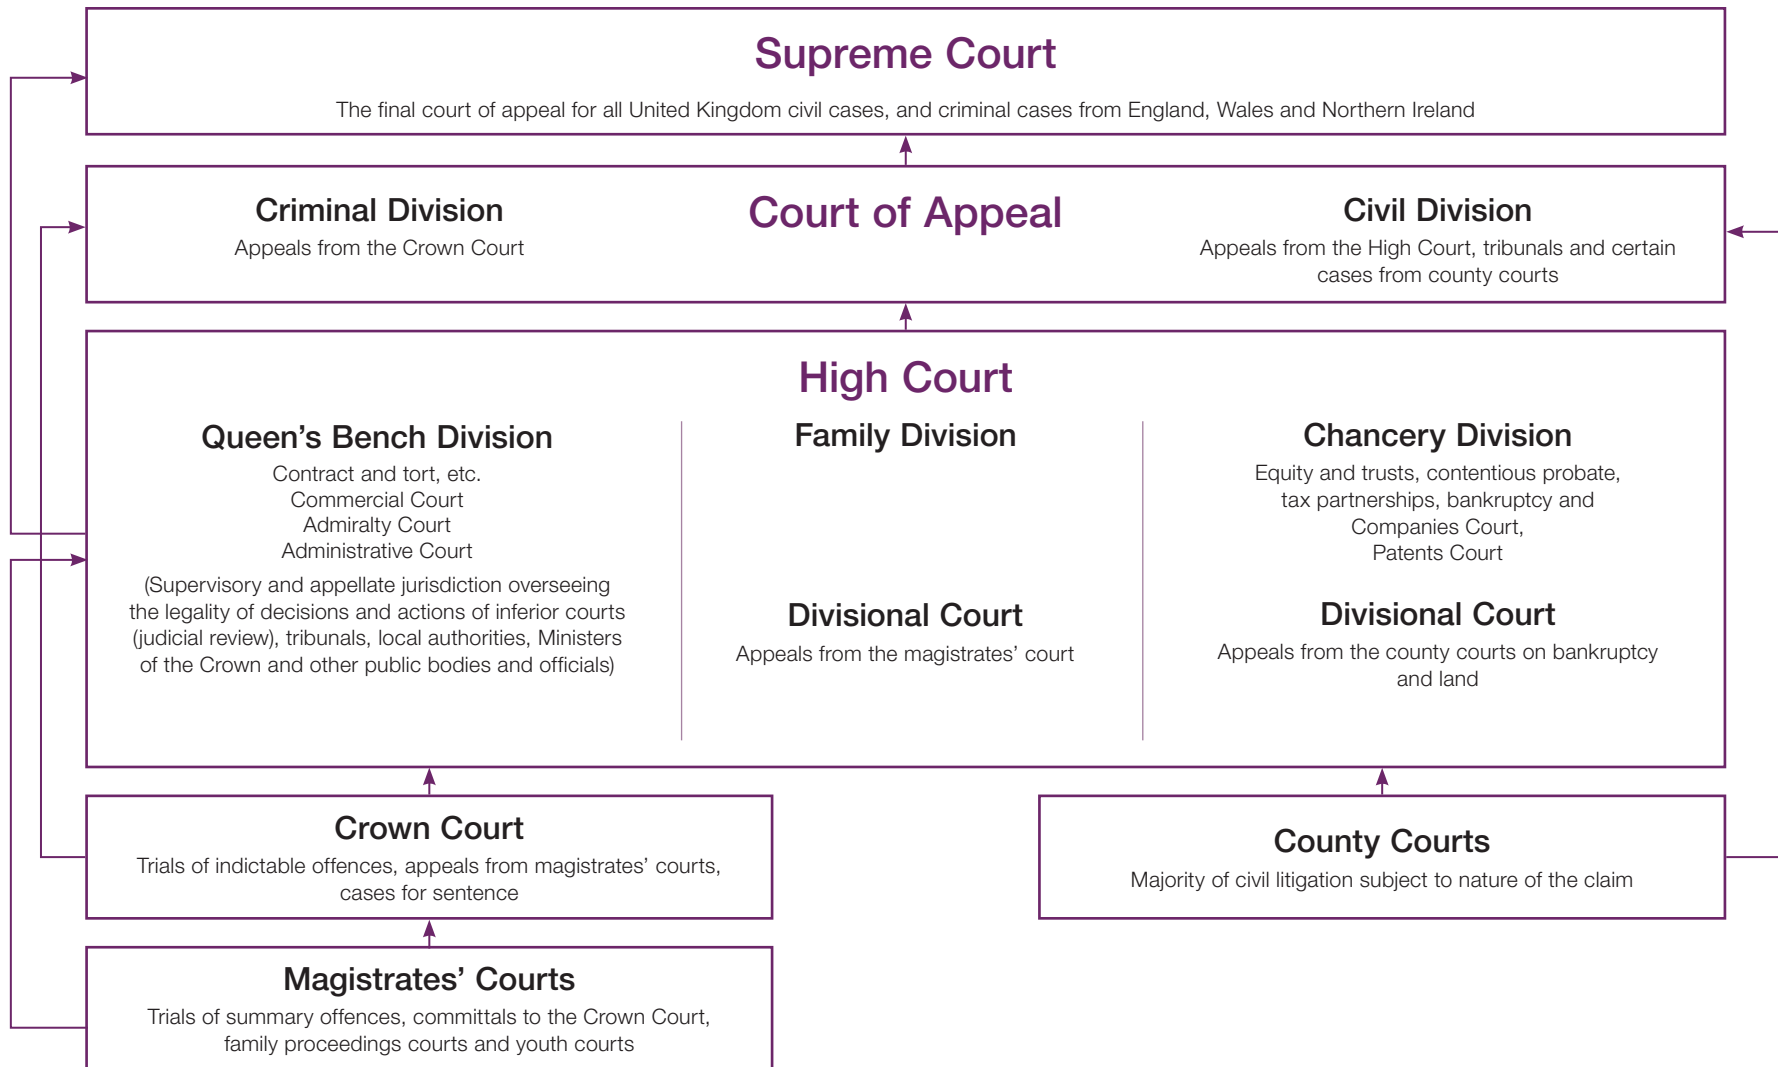 Supreme Court
The final court of appeal for all United Kingdom civil cases, and criminal cases from England, Wales and Northern Ireland
Court of Appeal
Criminal Division
Appeals from the Crown Court
Civil Division
Appeals from the High Court, tribunals and certain
cases from county courts
High Court
Queen’s Bench Division
Contract and tort, etc.
Commercial Court
Admiralty Court
Administrative Court
(Supervisory and appellate jurisdiction overseeing
the legality of decisions and actions of inferior courts
(judicial review), tribunals, local authorities, Ministers
of the Crown and other public bodies and officials)
Family Division
Divisional Court
Appeals from the magistrates’ court
Chancery Division
Equity and trusts, contentious probate,
tax partnerships, bankruptcy and
Companies Court,
Patents Court
Divisional Court
Appeals from the county courts on bankruptcy
and land
Crown Court
Trials of indictable offences, appeals from magistrates’ courts,
cases for sentence
County Courts
Majority of civil litigation subject to nature of the claim
Magistrates’ Courts
Trials of summary offences, committals to the Crown Court,
family proceedings courts and youth courts